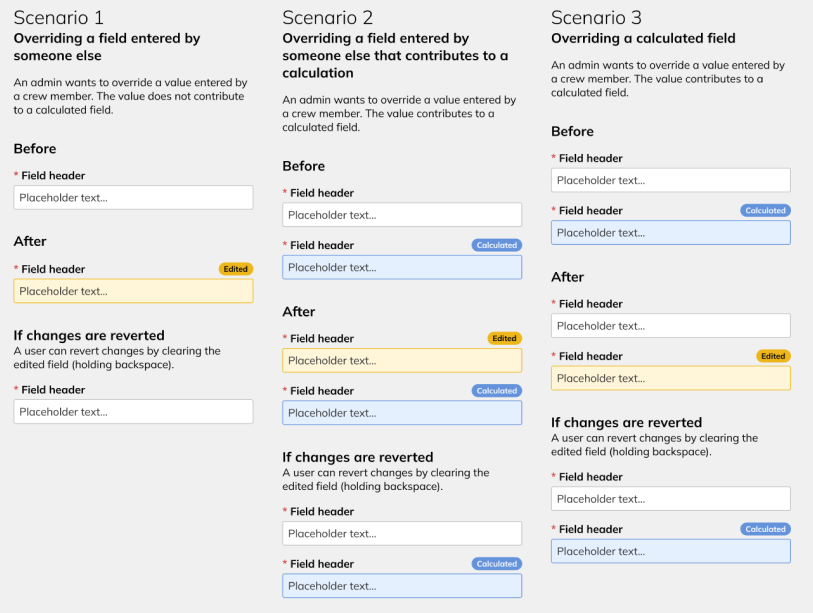 Scenario 1
Overriding a field entered by
someone else
An admin wants to override a value entered by
a crew member. The value does not contribute
to a calculated field.
Before
* Field header
Placeholder text...
After
* Field header
Edited
Placeholder text...
If changes are reverted
A user can revert changes by clearing the
edited field (holding backspace).
* Field header
Placeholder text...
Scenario 2
Overriding a field entered by
someone else that contributes to a
calculation
An admin wants to override a value entered by
a crew member. The value contributes to a
calculated field.
Before
* Field header
Placeholder text...
* Field header
Calculated
Placeholder text...
After
* Field header
Edited
Placeholder text...
* Field header
Calculated
Placeholder text...
If changes are reverted
A user can revert changes by clearing the
edited field (holding backspace).
* Field header
Placeholder text...
* Field header
Calculated
Placeholder text...
Scenario 3
Overriding a calculated field
An admin wants to override a value entered by
a crew member. The value contributes to a
calculated field.
Before
* Field header
Placeholder text...
* Field header
Calculated
Placeholder text...
After
* Field header
Placeholder text...
* Field header
Edited
Placeholder text...
If changes are reverted
A user can revert changes by clearing the
edited field (holding backspace).
* Field header
Placeholder text...
* Field header
Calculated
Placeholder text...